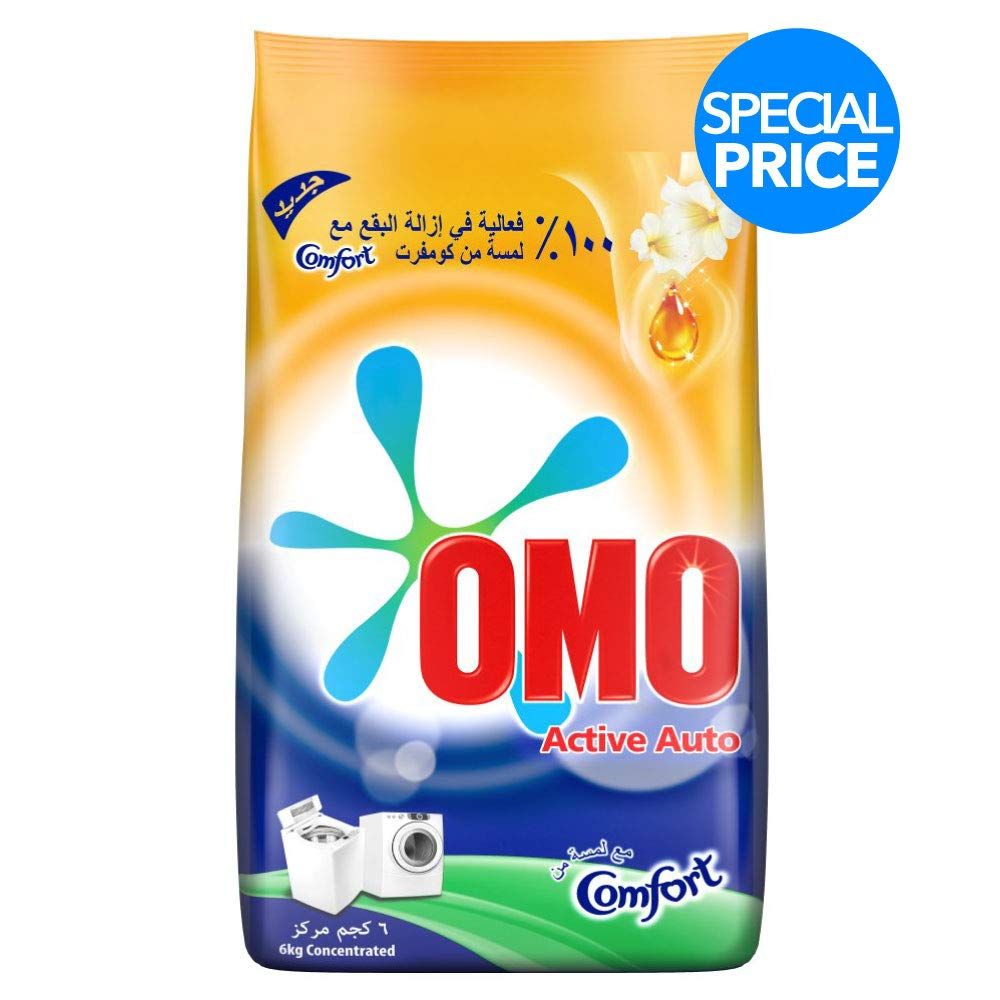 SPECIAL
PRICE
جديد
١٠٠٪ فعالية في إزالة البقع مع
لمسة من كومفرت Comfort
OMO
Active Auto
مع لمسة من
Comfort
٦ كجم مركز
6kg Concentrated